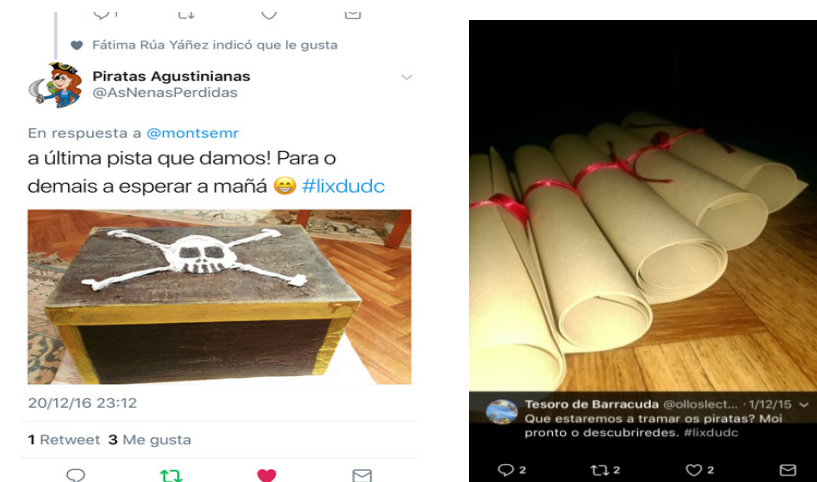 Fátima Rúa Yáñez indicó que le gusta
Piratas Agustinianas
@AsNenasPerdidas
En respuesta a @montsemr
a última pista que damos! Para o
demais a esperar a mañá 😁 #lixdudc
20/12/16 23:12
1 Retweet 3 Me gusta
Tesoro de Barracuda @olloslect... · 1/12/15
Que estaremos a tramar os piratas? Moi
pronto o descubriredes. #lixdudc
2 2 2